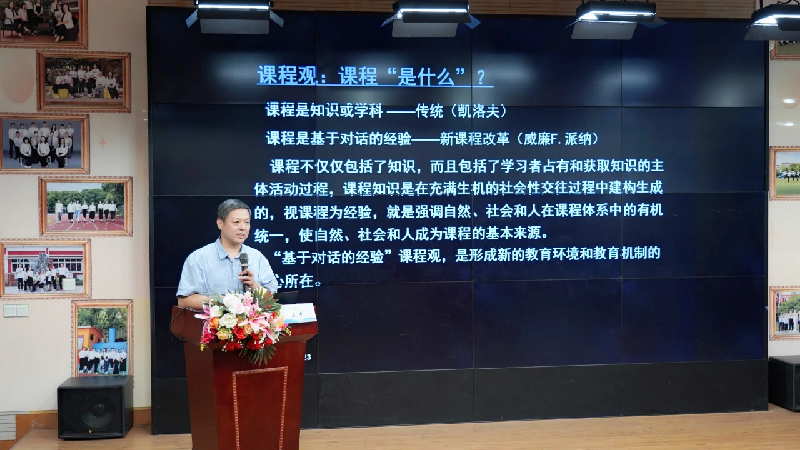 课程观：课程“是什么”？
课程是知识或学科 ——传统（凯洛夫）
课程是基于对话的经验——新课程改革（威廉F.派纳）
课程不仅仅包括了知识，而且包括了学习者占有和获取知识的主
体活动过程，课程知识是在充满生机的社会性交往过程中建构生成
的，视课程为经验，就是强调自然、社会和人在课程体系中的有机
统一，使自然、社会和人成为课程的基本来源。
“基于对话的经验”课程观，是形成新的教育环境和教育机制的
心所在。
23